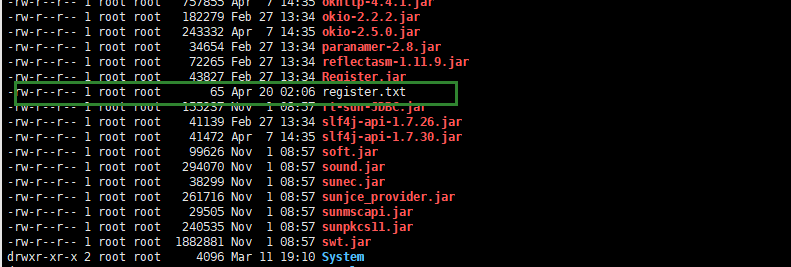 -rw-r--r-- 1 root root 757855 Apr 7 14:35 okhttp-4.4.1.jar
-rw-r--r-- 1 root root 182279 Feb 27 13:34 okio-2.2.2.jar
-rw-r--r-- 1 root root 243332 Apr 7 14:35 okio-2.5.0.jar
-rw-r--r-- 1 root root 34654 Feb 27 13:34 paranamer-2.8.jar
-rw-r--r-- 1 root root 72265 Feb 27 13:34 reflectasm-1.11.9.jar
-rw-r--r-- 1 root root 43827 Feb 27 13:34 Register.jar
-rw-r--r-- 1 root root 65 Apr 20 02:06 register.txt
-rw-r--r-- 1 root root 155237 Nov 1 08:57 rt-sun-JDBC.jar
-rw-r--r-- 1 root root 41139 Feb 27 13:34 slf4j-api-1.7.26.jar
-rw-r--r-- 1 root root 41472 Apr 7 14:35 slf4j-api-1.7.30.jar
-rw-r--r-- 1 root root 99626 Nov 1 08:57 soft.jar
-rw-r--r-- 1 root root 294070 Nov 1 08:57 sound.jar
-rw-r--r-- 1 root root 38299 Nov 1 08:57 sunec.jar
-rw-r--r-- 1 root root 261716 Nov 1 08:57 sunjce_provider.jar
-rw-r--r-- 1 root root 29505 Nov 1 08:57 sunmscapi.jar
-rw-r--r-- 1 root root 240535 Nov 1 08:57 sunpkcs11.jar
-rw-r--r-- 1 root root 1882881 Nov 1 08:57 swt.jar
drwxr-xr-x 2 root root 4096 Mar 11 19:10 System